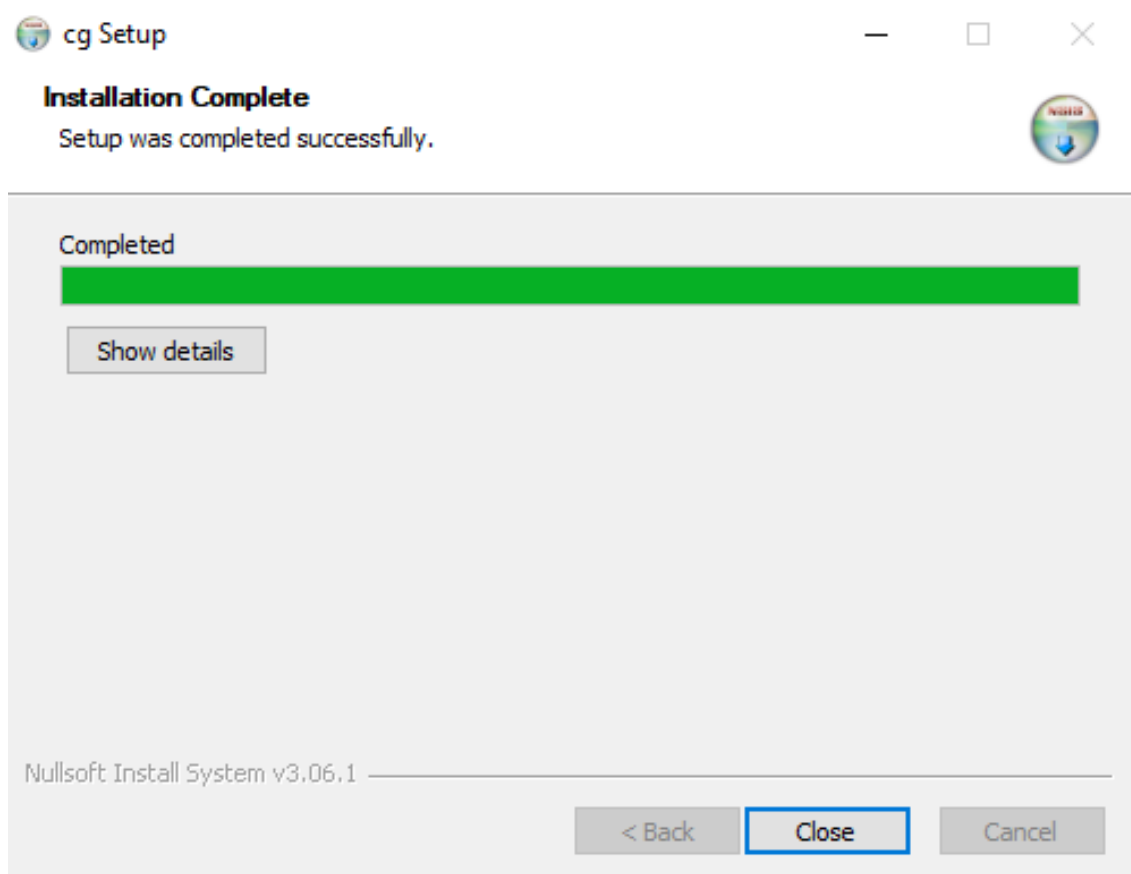 cg Setup
Installation Complete
Setup was completed successfully.
Completed
Show details
Nullsoft Install System v3.06.1
< Back
Close
Cancel